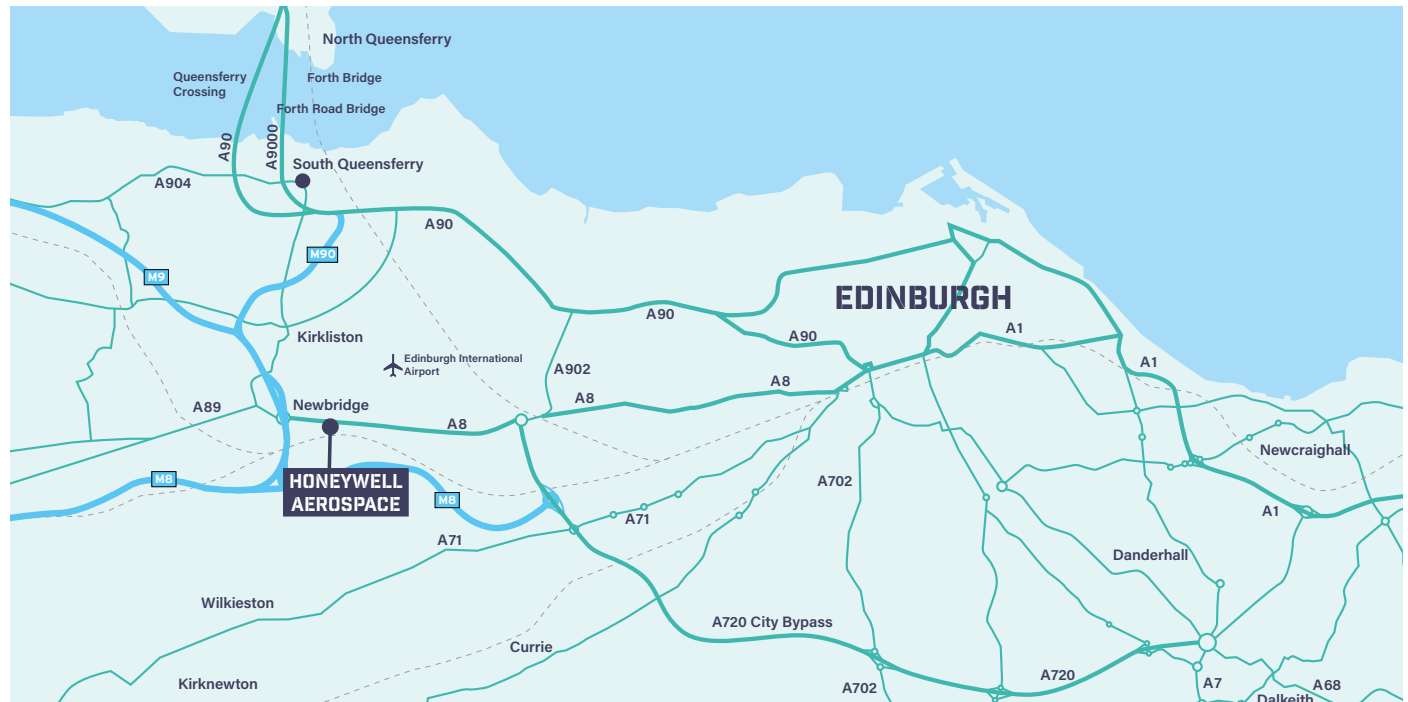 North Queensferry
Queensferry
Crossing
Forth Bridge
Forth Road Bridge
A90
A9000
South Queensferry
A904
A90
M90
M9
EDINBURGH
A90
A90
A1
Kirkliston
Edinburgh International
Airport
A902
A1
A8
A8
A89
Newbridge
A8
Newcraighall
M8
HONEYWELL
AEROSPACE
M8
A702
A71
A1
A71
Danderhall
Wilkieston
A720 City Bypass
Currie
Kirknewton
A702
A720
A7
A68
Dalkeith